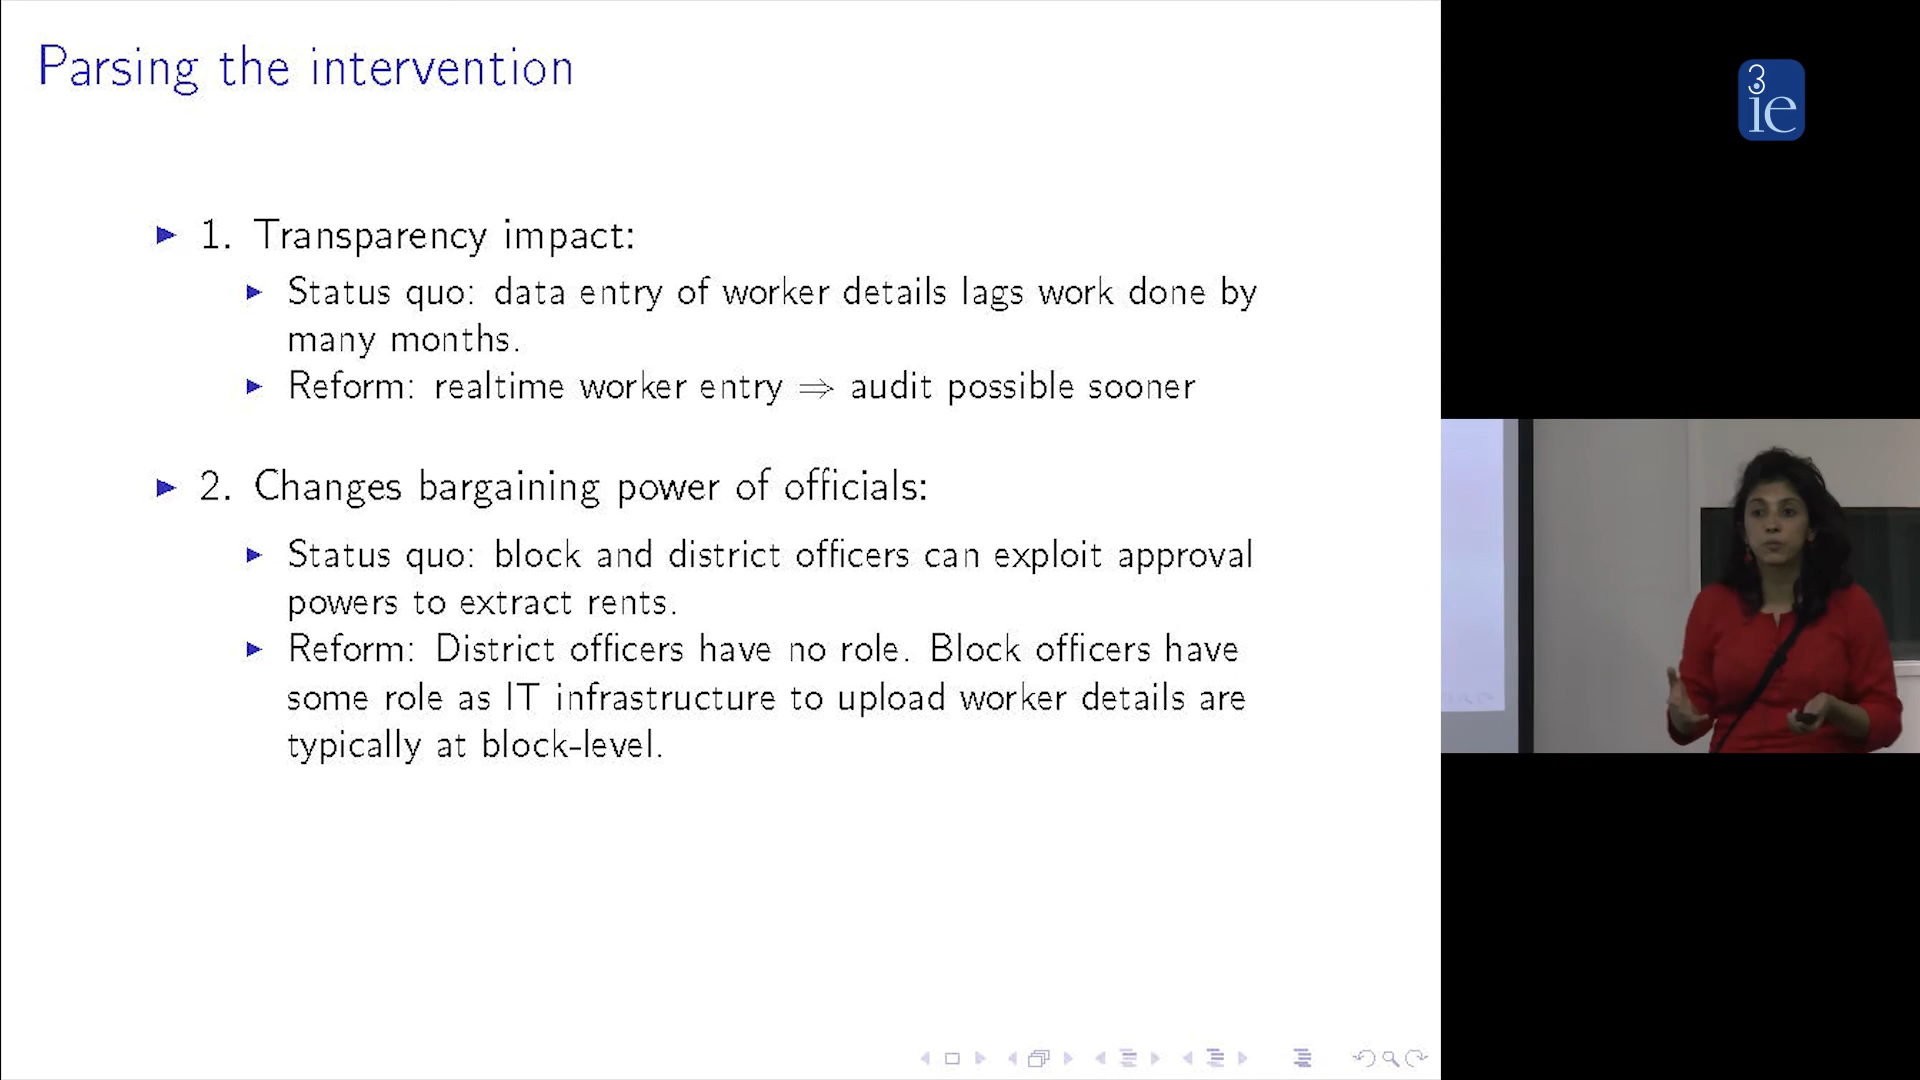 Parsing the intervention
3ie
1. Transparency impact:
Status quo: data entry of worker details lags work done by
many months.
Reform: realtime worker entry ⇒ audit possible sooner
2. Changes bargaining power of officials:
Status quo: block and district officers can exploit approval
powers to extract rents.
Reform: District officers have no role. Block officers have
some role as IT infrastructure to upload worker details are
typically at block-level.